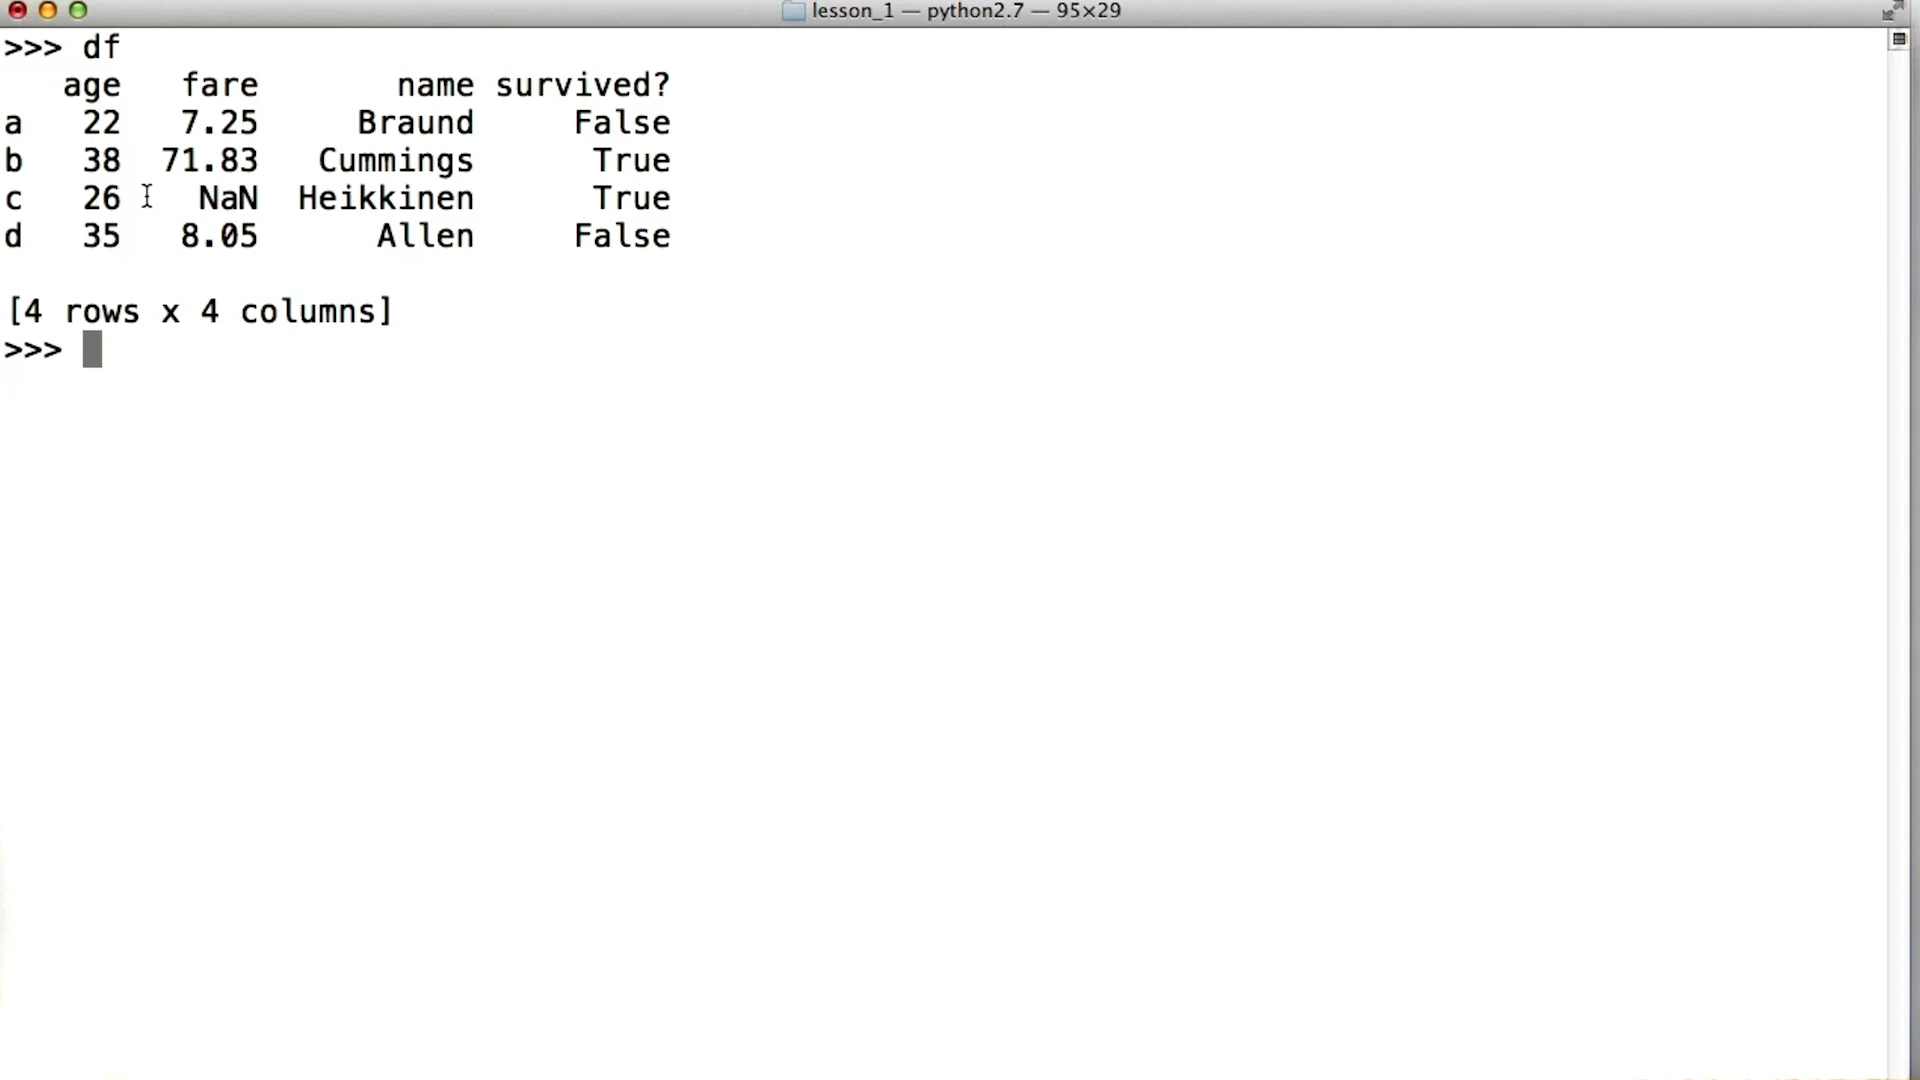 lesson_1 — python2.7 — 95×29
>>> df
   age   fare       name survived?
a   22   7.25     Braund     False
b   38  71.83   Cummings      True
c   26    NaN  Heikkinen      True
d   35   8.05      Allen     False
[4 rows x 4 columns]
>>>